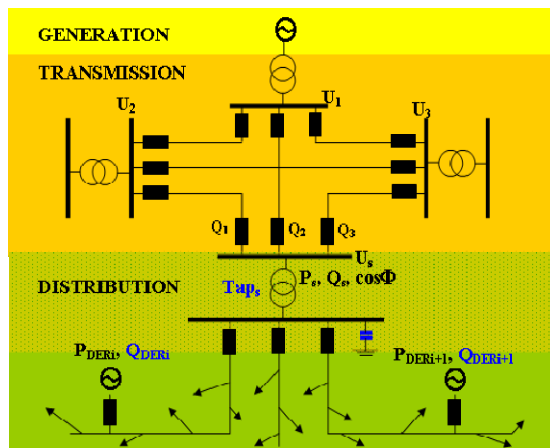 GENERATION
TRANSMISSION
U1
U2
U3
Q1 Q2 Q3
Us
DISTRIBUTION
Taps
Ps, Qs, cosΦ
PDERi, QDERi
PDERi+1, QDERi+1